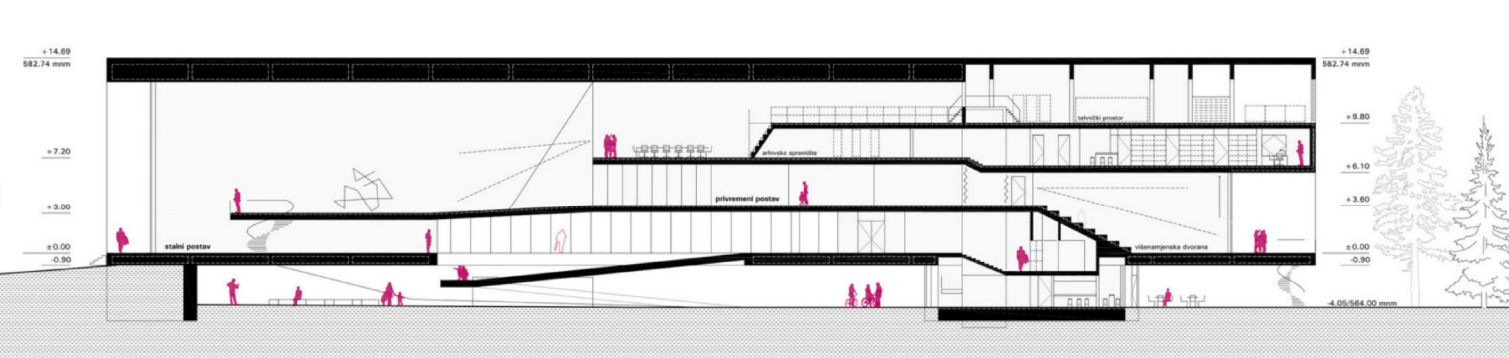 +14.69
582.74 mnm
+14.69
582.74 mnm
tehnički prostor
+9.80
+7.20
arhivsko spremište
+6.10
privremeni postav
+3.00
+3.60
stalni postav
višenamjenska dvorana
±0.00
-0.90
±0.00
-0.90
-4.05/564.00 mnm